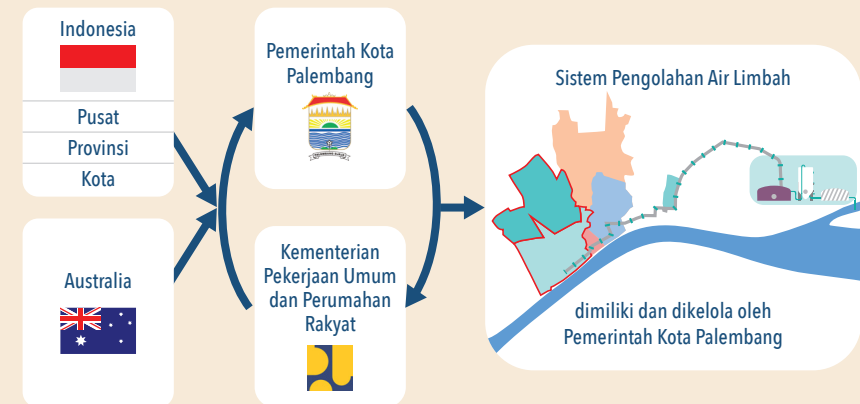 Indonesia
Pusat
Provinsi
Kota
Australia
Pemerintah Kota
Palembang
Kementerian
Pekerjaan Umum
dan Perumahan
Rakyat
Sistem Pengolahan Air Limbah
dimiliki dan dikelola oleh
Pemerintah Kota Palembang